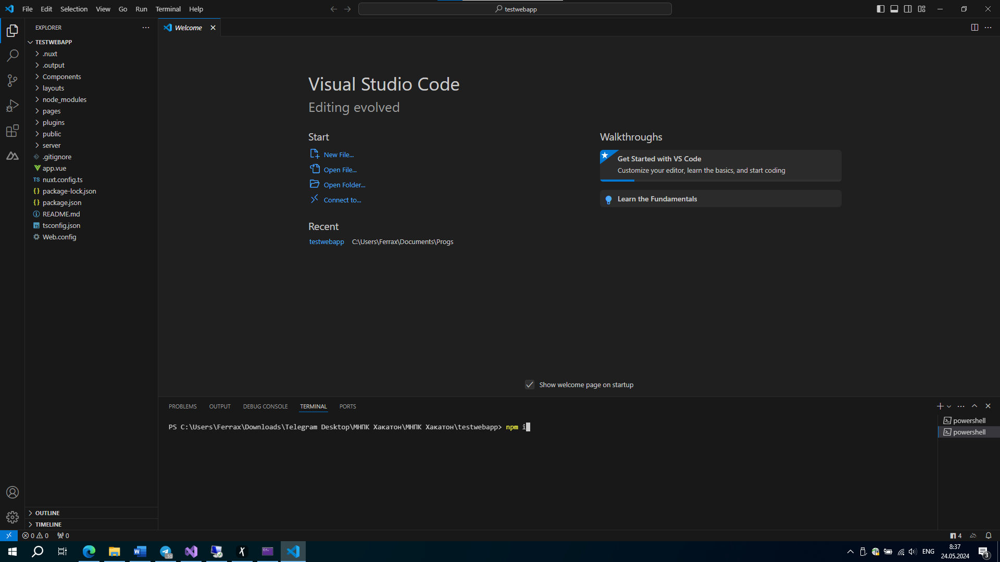 File Edit Selection View Go Run Terminal Help
testwebapp
EXPLORER
Welcome
TESTWEBAPP
.nuxt
.output
Components
layouts
node_modules
pages
plugins
public
server
.gitignore
app.vue
TS nuxt.config.ts
{} package-lock.json
{} package.json
README.md
TS tsconfig.json
Web.config
OUTLINE
TIMELINE
Visual Studio Code
Editing evolved
Start
New File...
Open File...
Open Folder...
Connect to...
Recent
testwebapp C:\Users\Ferrax\Documents\Progs
Walkthroughs
Get Started with VS Code
Customize your editor, learn the basics, and start coding
Learn the Fundamentals
Show welcome page on startup
PROBLEMS OUTPUT DEBUG CONSOLE TERMINAL PORTS
PS C:\Users\Ferrax\Downloads\Telegram Desktop\МНПК Хакатон\МНПК Хакатон\testwebapp> npm i
powershell
powershell
0 0 0
4
.50
ENG
8:37
24.05.2024
3